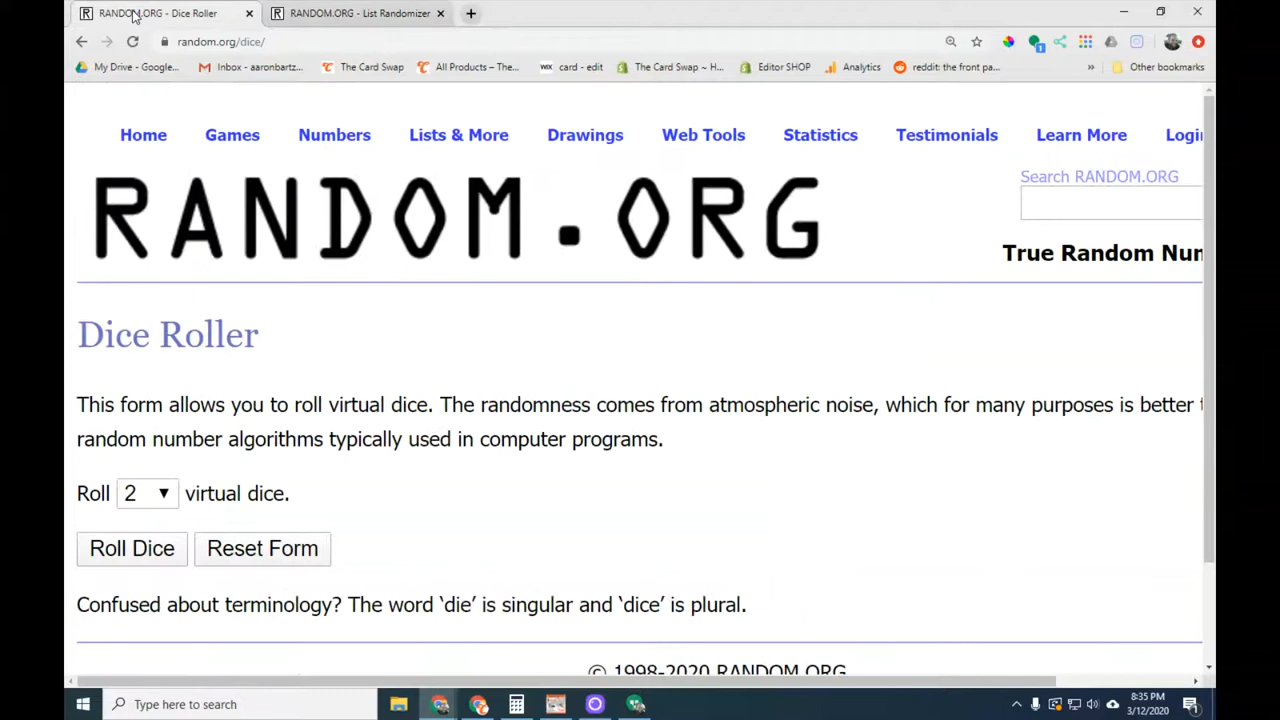 RANDOM.ORG - Dice Roller
RANDOM.ORG - List Randomizer
random.org/dice/
My Drive - Google...
Inbox - aaronbartz...
The Card Swap
All Products – The...
WIX card - edit
The Card Swap ~ H...
Editor SHOP
Analytics
reddit: the front pa...
»
Other bookmarks
Home Games Numbers Lists & More Drawings Web Tools Statistics Testimonials Learn More Login
Search RANDOM.ORG
RANDOM.ORG
True Random Num
Dice Roller
This form allows you to roll virtual dice. The randomness comes from atmospheric noise, which for many purposes is better t
random number algorithms typically used in computer programs.
Roll 2 virtual dice.
Roll Dice Reset Form
Confused about terminology? The word ‘die’ is singular and ‘dice’ is plural.
© 1998-2020 RANDOM.ORG
Type here to search
8:35 PM
3/12/2020